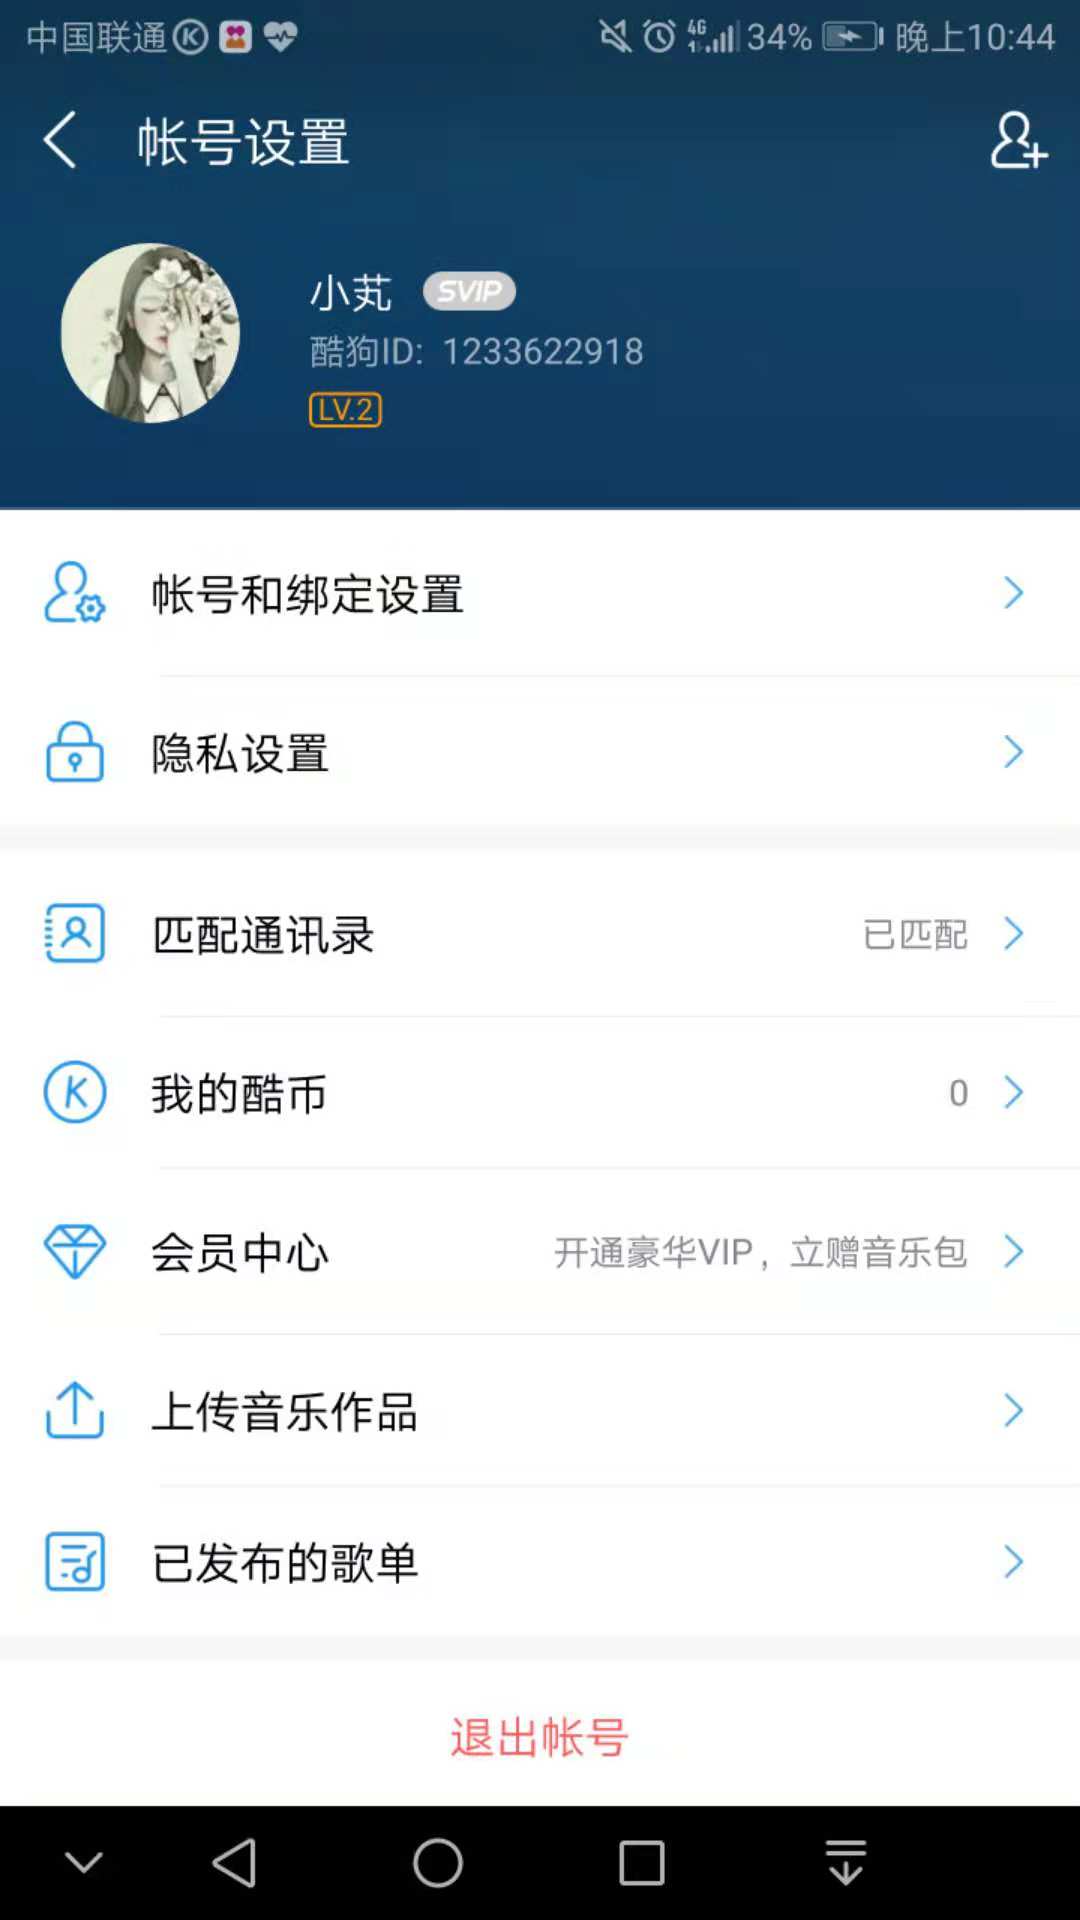 中国联通 4G 34% 晚上10:44
帐号设置
小芄 SVIP
酷狗ID: 1233622918
LV.2
帐号和绑定设置
隐私设置
匹配通讯录 已匹配
我的酷币 0
会员中心 开通豪华VIP，立赠音乐包
上传音乐作品
已发布的歌单
退出帐号